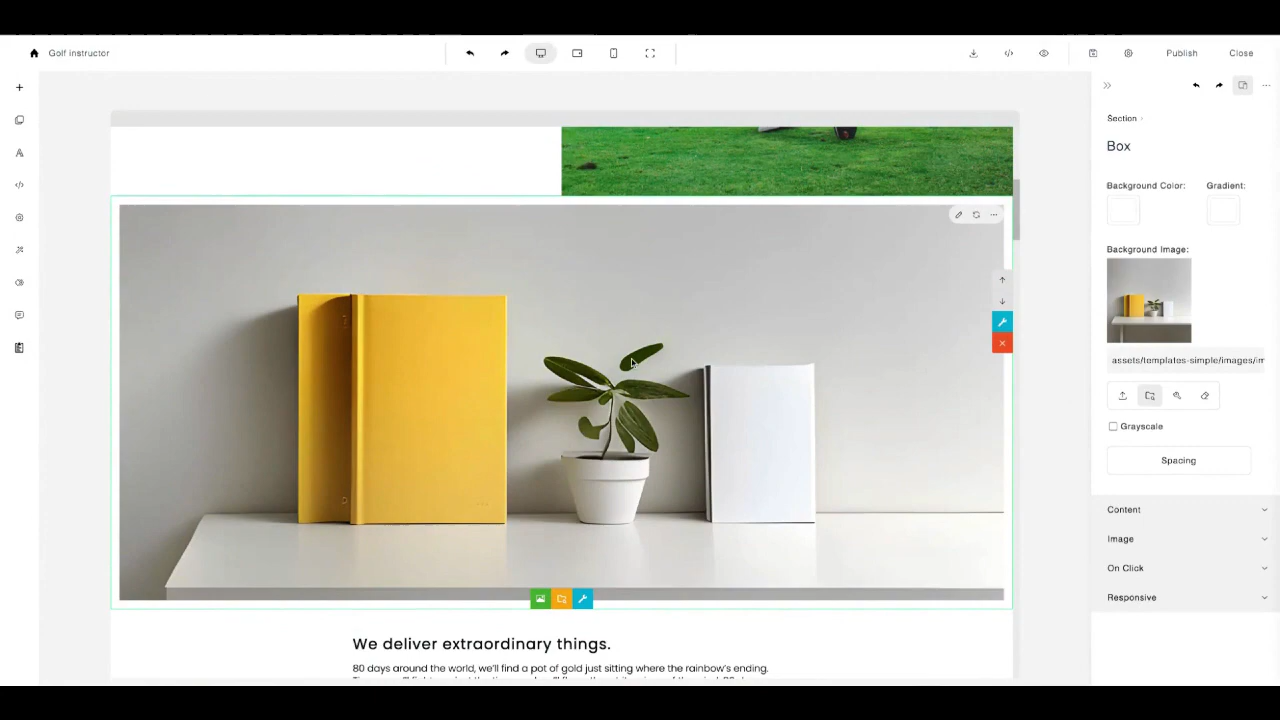 Golf instructor
Publish
Close
Section
Box
Background Color:
Gradient:
Background Image:
assets/templates-simple/images/im
Grayscale
Spacing
Content
Image
On Click
Responsive
We deliver extraordinary things.
80 days around the world, we'll find a pot of gold just sitting where the rainbow's ending.